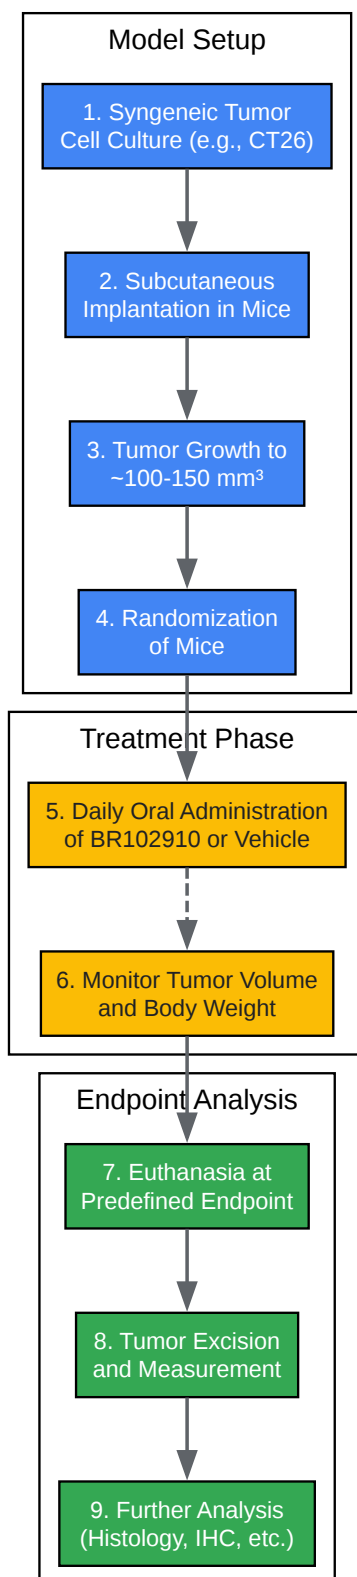 Model Setup
1. Syngeneic Tumor
Cell Culture (e.g., CT26)
2. Subcutaneous
Implantation in Mice
3. Tumor Growth to
~100-150 mm³
4. Randomization
of Mice
Treatment Phase
5. Daily Oral Administration
of BR102910 or Vehicle
6. Monitor Tumor Volume
and Body Weight
Endpoint Analysis
7. Euthanasia at
Predefined Endpoint
8. Tumor Excision
and Measurement
9. Further Analysis
(Histology, IHC, etc.)